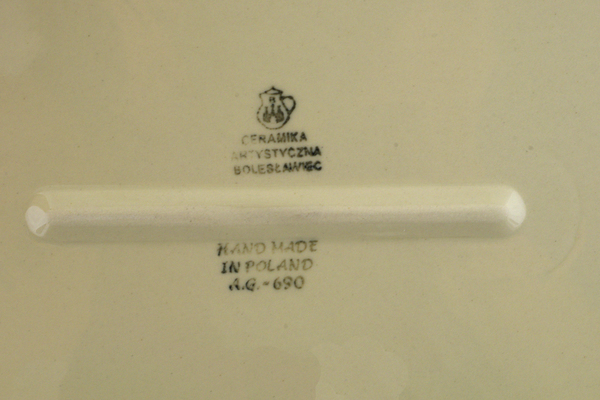 CERAMIKA
ARTYSTYCZNA
BOLESŁAWIEC
HAND MADE
IN POLAND
A.G.-690